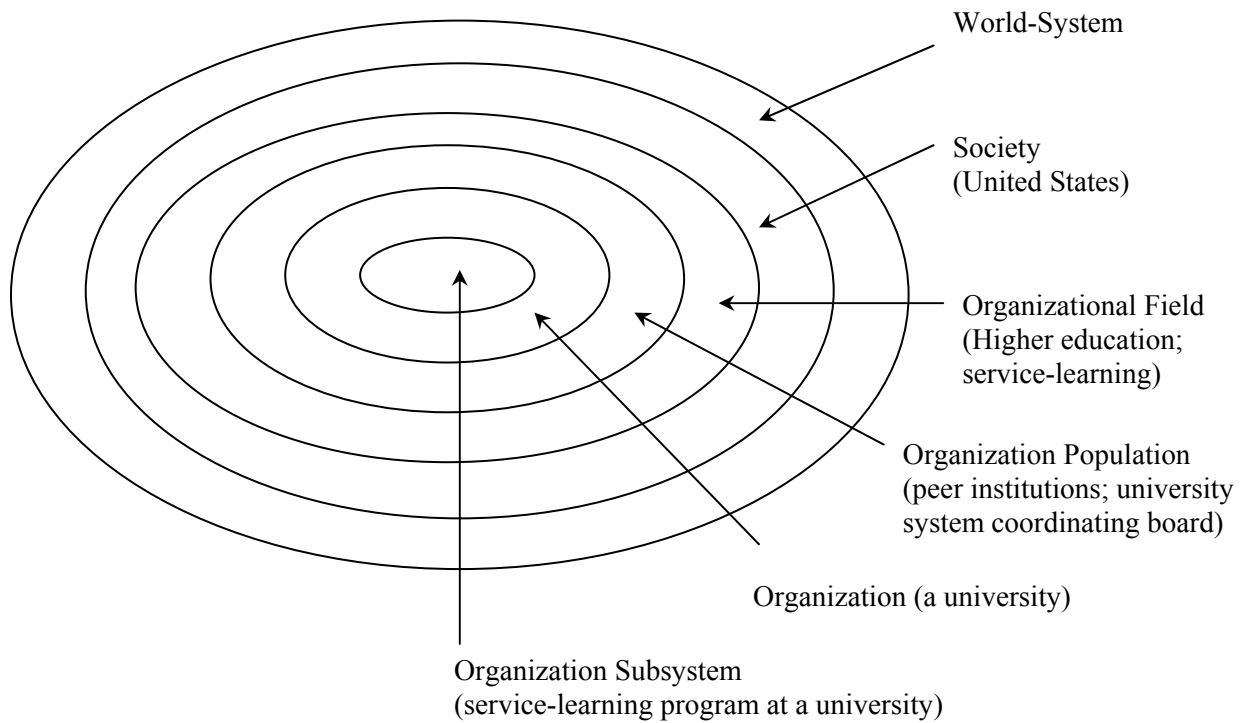 World-System
Society
(United States)
Organizational Field
(Higher education;
service-learning)
Organization Population
(peer institutions; university
system coordinating board)
Organization (a university)
Organization Subsystem
(service-learning program at a university)